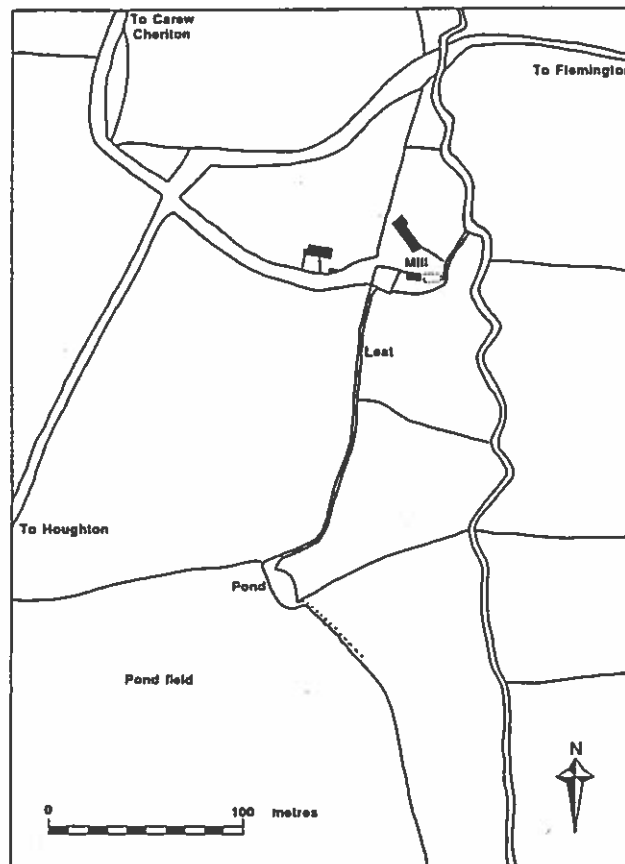 To Carew
Cheriton
To Flemington
Mill
Leat
To Houghton
Pond
Pond field
N
0 100 metres